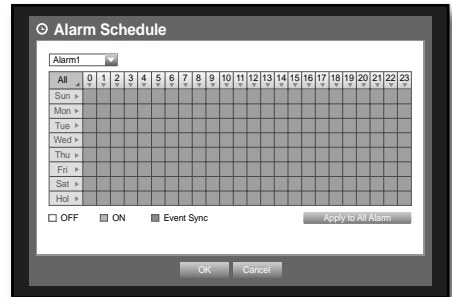 Alarm Schedule
Alarm1
All 0 1 2 3 4 5 6 7 8 9 10 11 12 13 14 15 16 17 18 19 20 21 22 23
Sun
Mon
Tue
Wed
Thu
Fri
Sat
Hol
OFF ON Event Sync Apply to All Alarm
OK Cancel